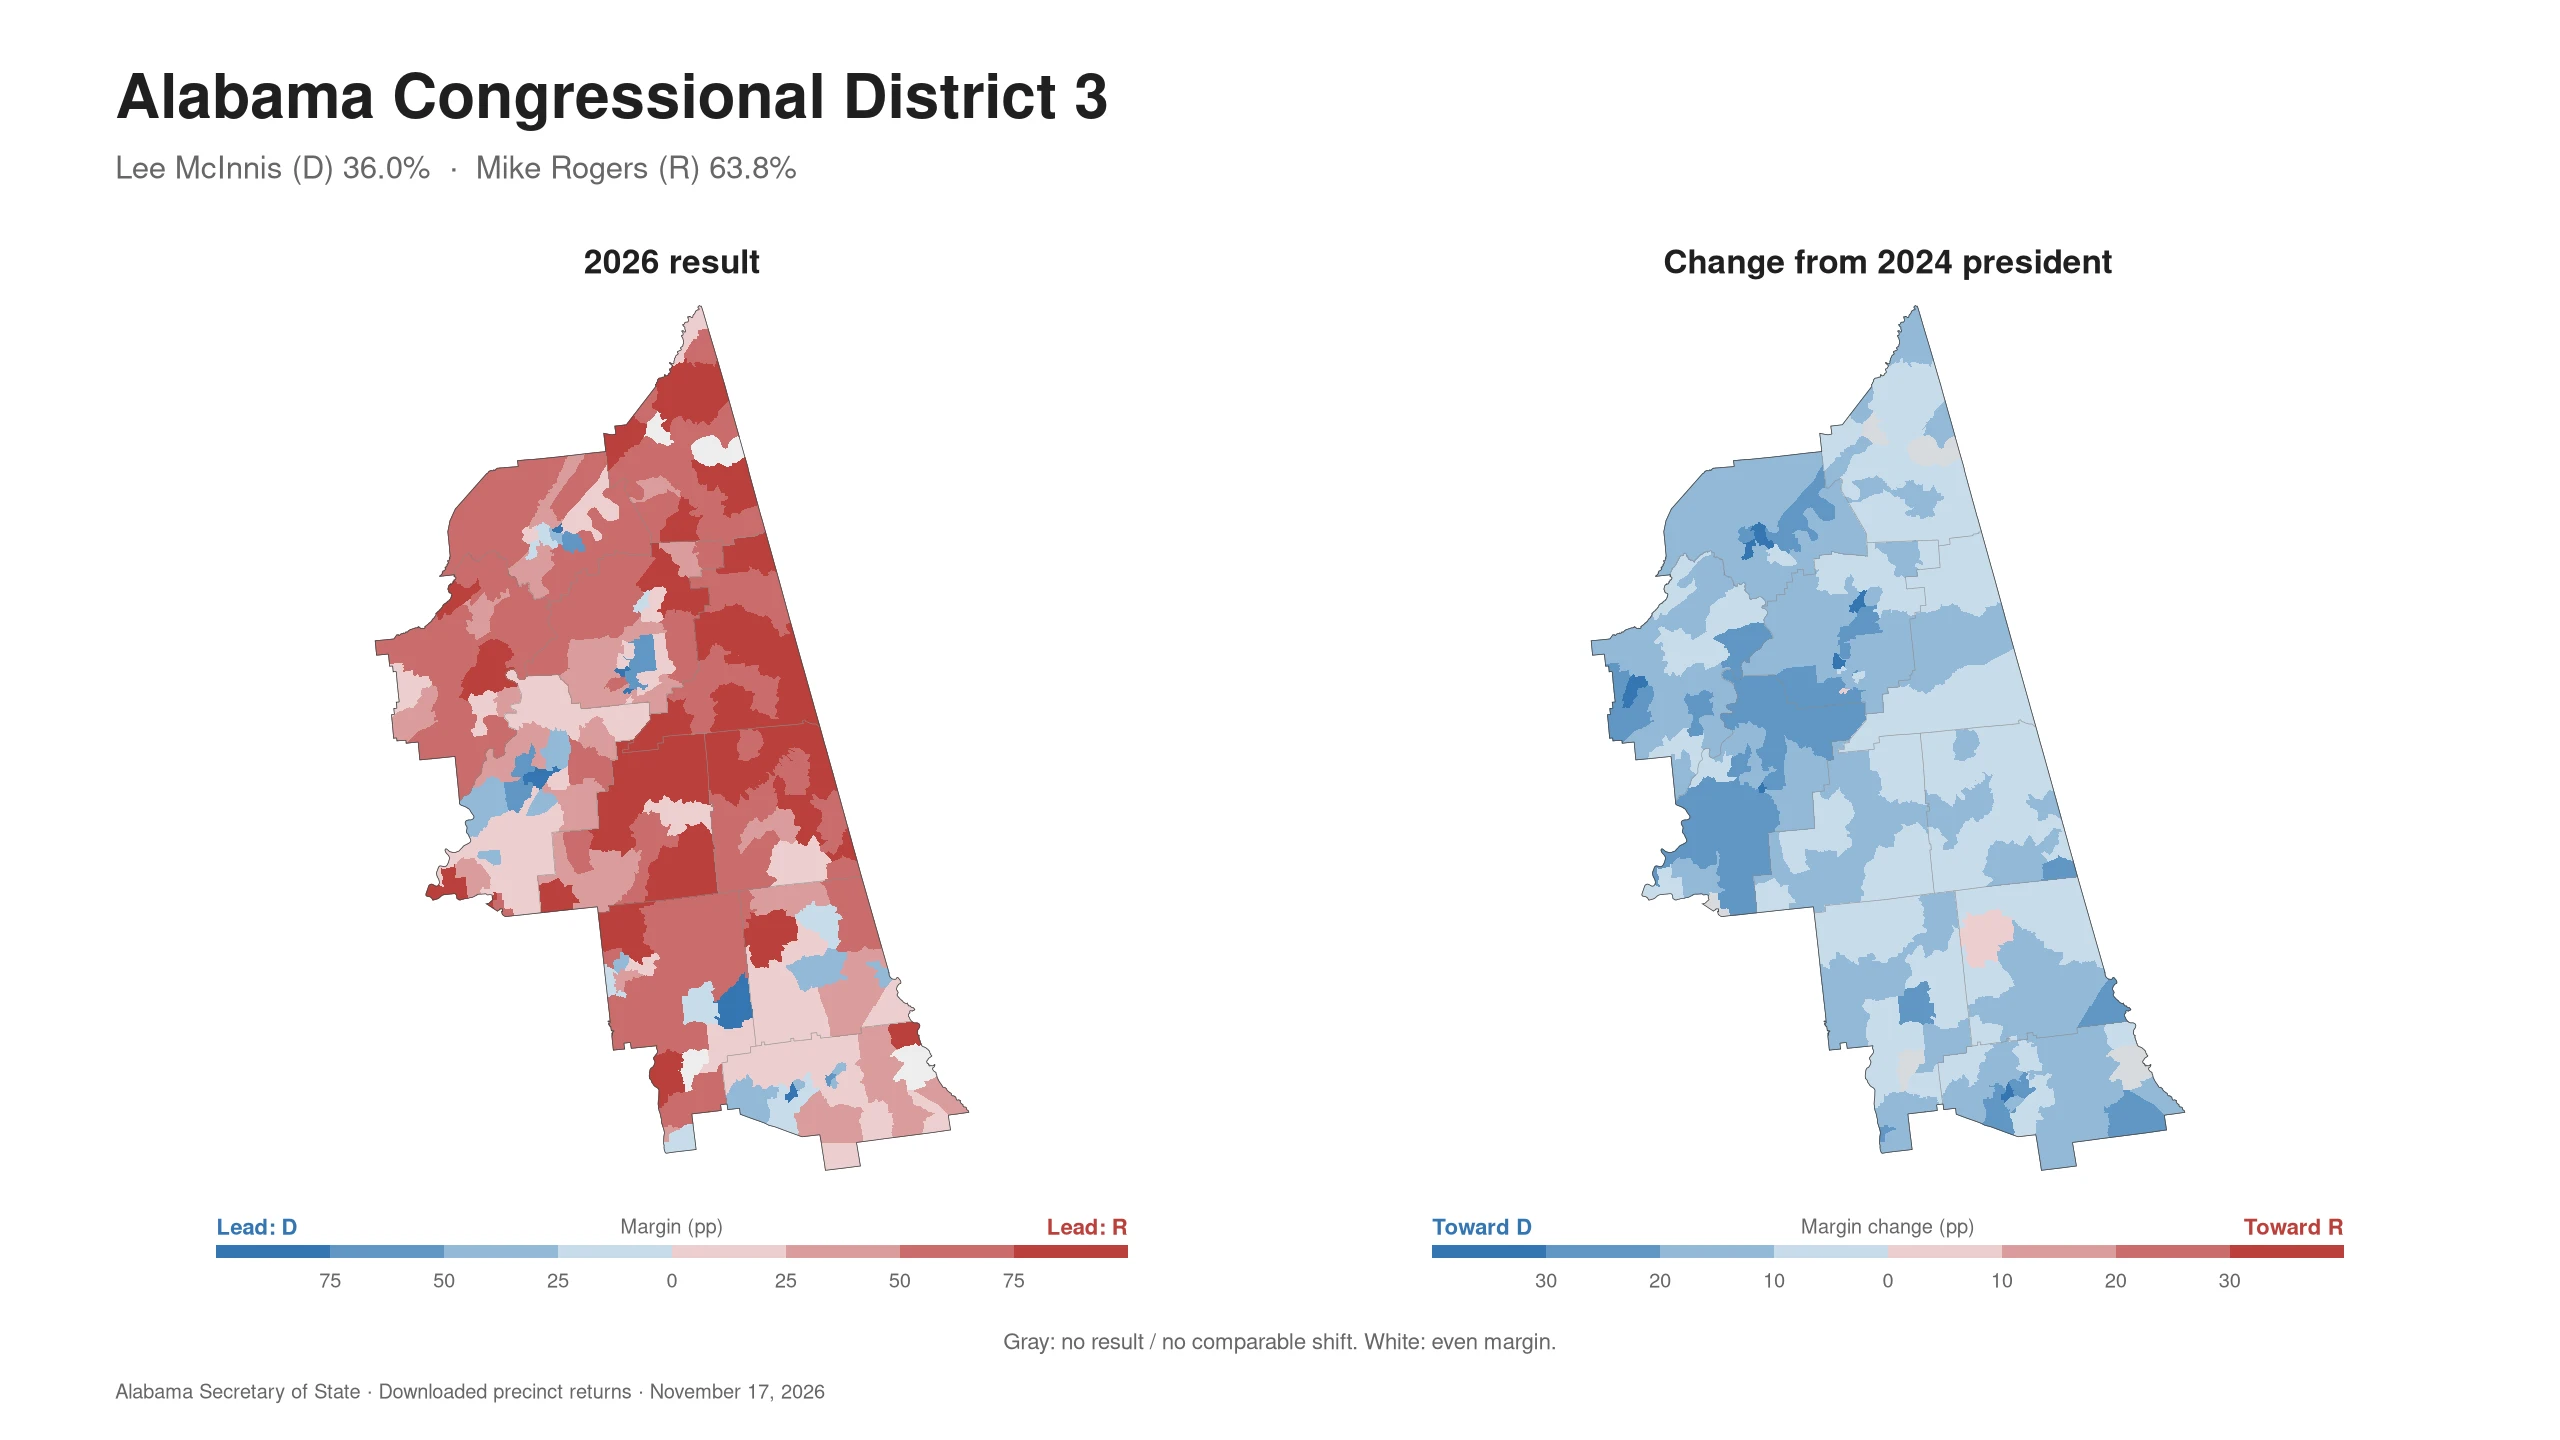 Alabama Congressional District 3
Lee McInnis (D) 36.0% · Mike Rogers (R) 63.8%
2026 result
Change from 2024 president
Lead: D Margin (pp) Lead: R
75 50 25 0 25 50 75
Toward D Margin change (pp) Toward R
30 20 10 0 10 20 30
Gray: no result / no comparable shift. White: even margin.
Alabama Secretary of State · Downloaded precinct returns · November 17, 2026